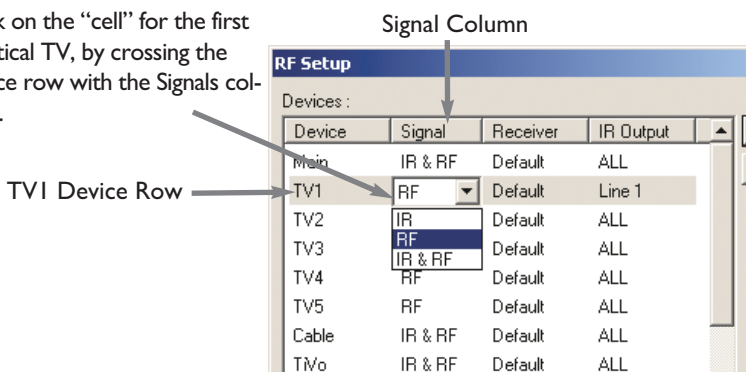 on the “cell” for the first
tical TV, by crossing the
ce row with the Signals col-
.
Signal Column
TV1 Device Row
RF Setup
Devices :
Device Signal Receiver IR Output
Main IR & RF Default ALL
TV1 RF Default Line 1
TV2 IR Default ALL
TV3 RF Default ALL
IR & RF
TV4 RF Default ALL
TV5 RF Default ALL
Cable IR & RF Default ALL
TiVo IR & RF Default ALL